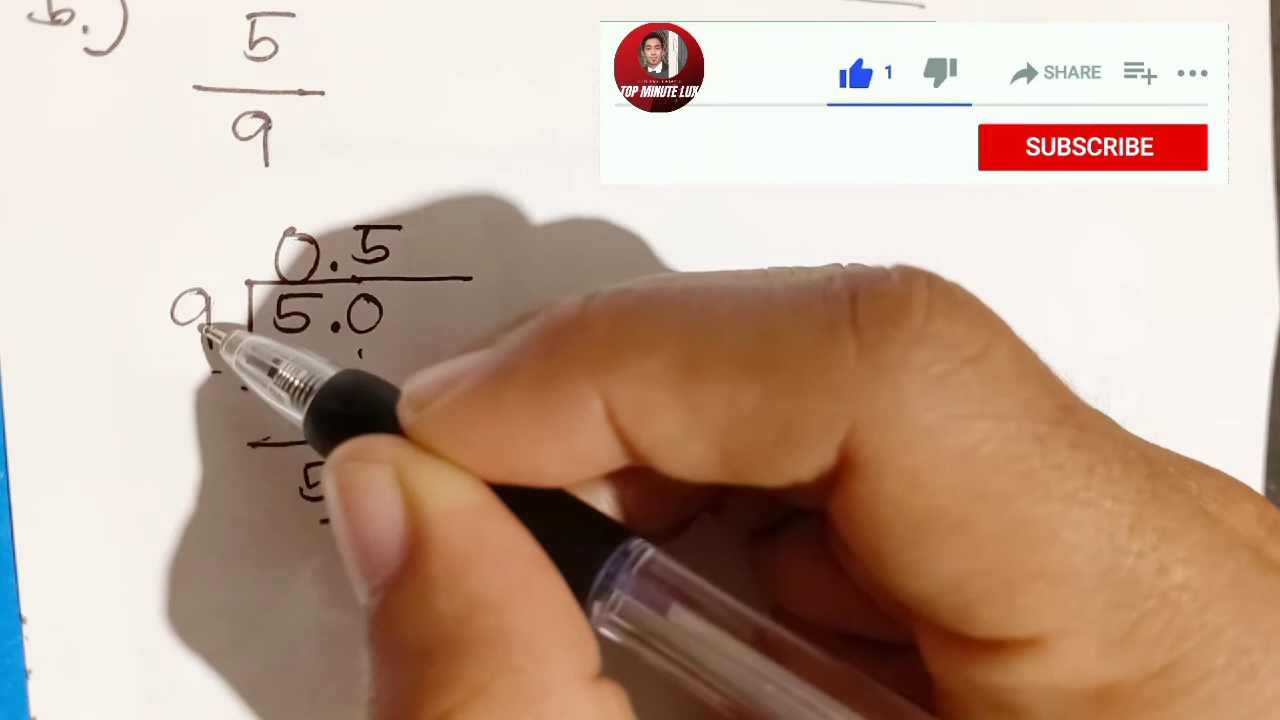 b.) 5
9
0.5
9 5.0
5
TOP MINUTE LUX
1
SHARE
SUBSCRIBE